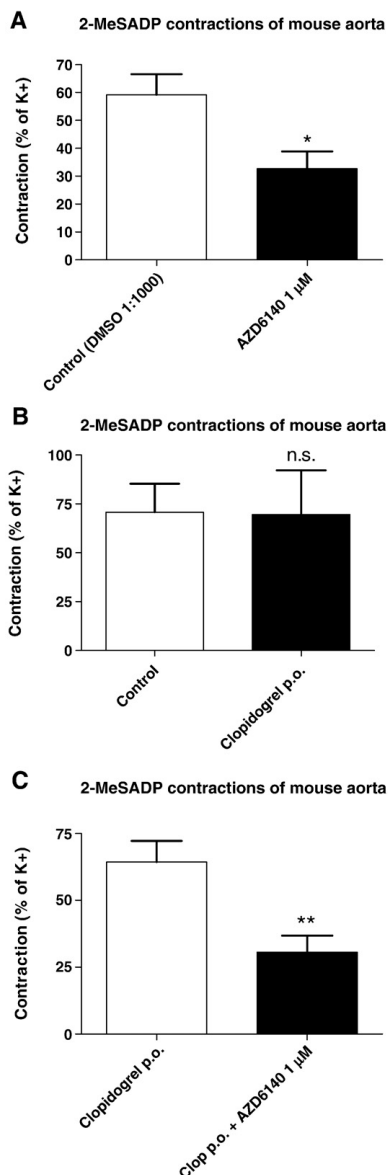 A
2-MeSADP contractions of mouse aorta
Contraction (% of K+)
70
60
50
40
30
20
10
0
*
Control (DMSO 1:1000)
AZD6140 1 µM
B
2-MeSADP contractions of mouse aorta
Contraction (% of K+)
100
75
50
25
0
n.s.
Control
Clopidogrel p.o.
C
2-MeSADP contractions of mouse aorta
Contraction (% of K+)
75
50
25
0
**
Clopidogrel p.o.
Clop p.o. + AZD6140 1 µM